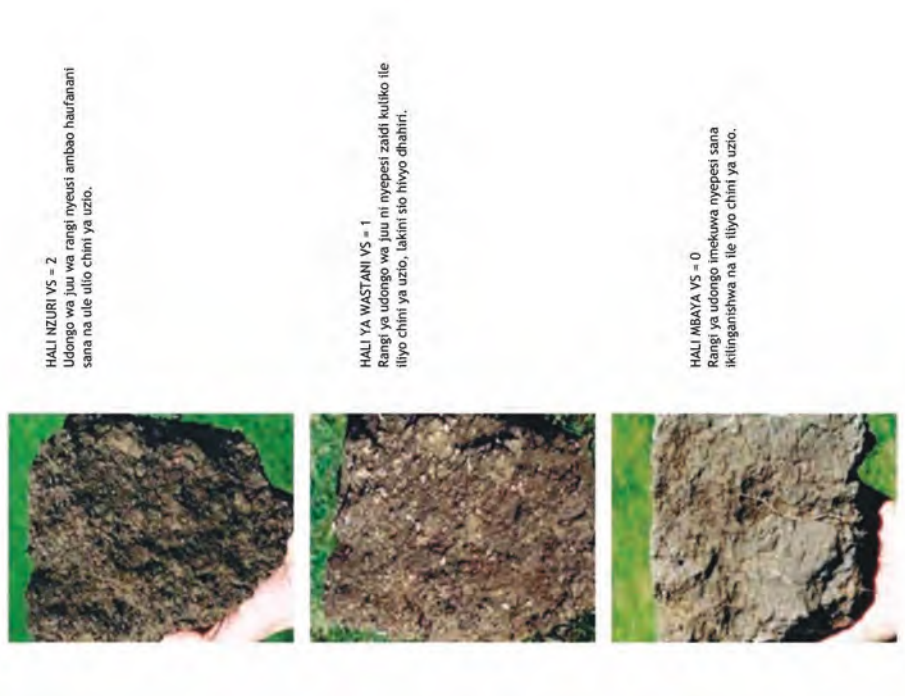 HALI NZURI VS = 2
Udongo wa juu wa rangi nyeusi ambao haufanani
sana na ule ulio chini ya uzio.
HALI YA WASTANI VS = 1
Rangi ya udongo wa juu ni nyepesi zaidi kuliko ile
iliyo chini ya uzio, lakini sio hivyo dhahiri.
HALI MBAYA VS = 0
Rangi ya udongo imekuwa nyepesi sana
ikilinganishwa na ile iliyo chini ya uzio.